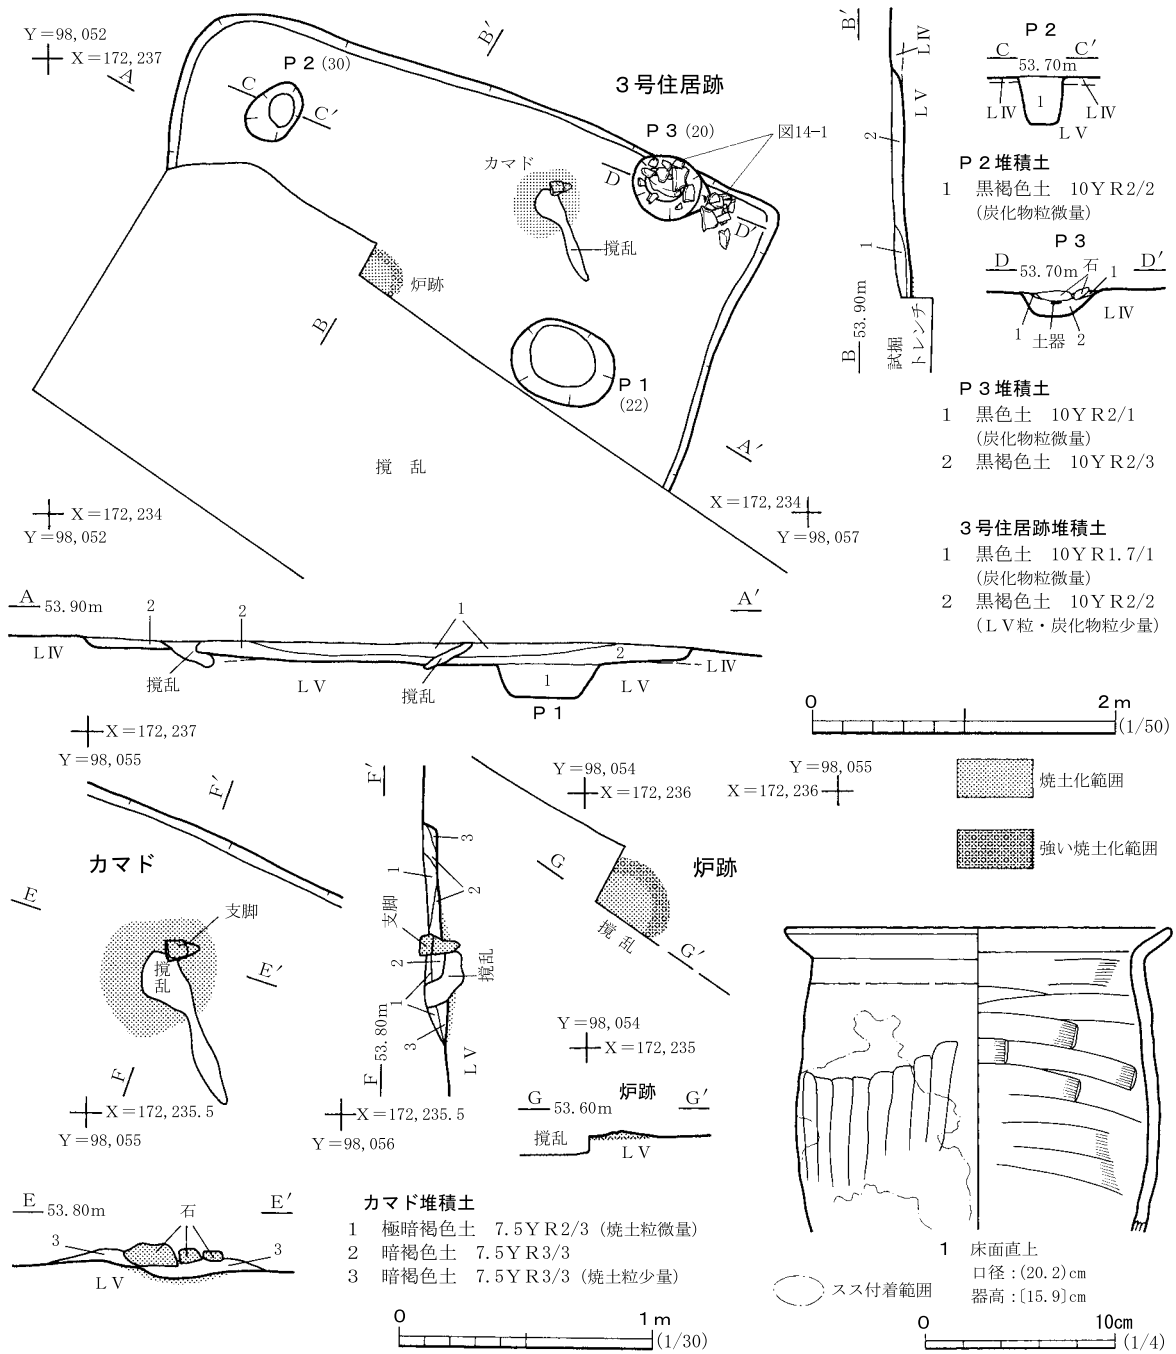 Y＝98,052
X＝172,237
A
P2(30)
C
C′
B′
3号住居跡
P3(20)
図14-1
カマド
D
D′
撹乱
炉跡
B
P1
(22)
A′
撹乱
X＝172,234
Y＝98,052
X＝172,234
Y＝98,057
B′
LⅣ
LⅤ
2
1
B 53.90m
試掘
トレンチ
P2
C C′
53.70m
1
LⅣ LⅣ
LⅤ
P2堆積土
1 黒褐色土 10YR2/2
(炭化物粒微量)
P3
D 53.70m 石 D′
1
LⅣ
1 土器 2
P3堆積土
1 黒色土 10YR2/1
(炭化物粒微量)
2 黒褐色土 10YR2/3
3号住居跡堆積土
1 黒色土 10YR1.7/1
(炭化物粒微量)
2 黒褐色土 10YR2/2
(LⅤ粒・炭化物粒少量)
A 53.90m 2 2 1 A′
LⅣ 2 LⅣ
撹乱 LⅤ 撹乱 1 LⅤ
P1
0 2m
(1/50)
X＝172,237
Y＝98,055
F′
カマド
E
支脚
撹乱
E′
F
X＝172,235.5
Y＝98,055
F′
3
1
2
支脚
2
撹乱
1
3
F 53.80m
LⅤ
X＝172,235.5
Y＝98,056
Y＝98,054
X＝172,236
Y＝98,055
X＝172,236
G
炉跡
撹乱
G′
Y＝98,054
X＝172,235
炉跡
G 53.60m G′
撹乱
LⅤ
焼土化範囲
強い焼土化範囲
E 53.80m 石 E′
3 3
LⅤ
カマド堆積土
1 極暗褐色土 7.5YR2/3 (焼土粒微量)
2 暗褐色土 7.5YR3/3
3 暗褐色土 7.5YR3/3 (焼土粒少量)
0 1m
(1/30)
1 床面直上
口径：(20.2)cm
器高：[15.9]cm
スス付着範囲
0 10cm
(1/4)